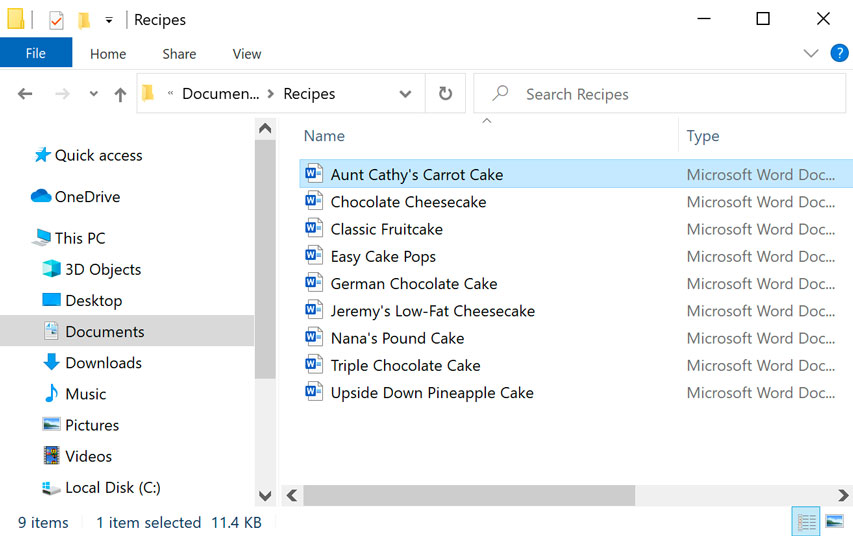 Recipes
File Home Share View
« Documen... > Recipes Search Recipes
Name Type
Quick access
OneDrive
This PC
3D Objects
Desktop
Documents
Downloads
Music
Pictures
Videos
Local Disk (C:)
Aunt Cathy's Carrot Cake Microsoft Word Doc...
Chocolate Cheesecake Microsoft Word Doc...
Classic Fruitcake Microsoft Word Doc...
Easy Cake Pops Microsoft Word Doc...
German Chocolate Cake Microsoft Word Doc...
Jeremy's Low-Fat Cheesecake Microsoft Word Doc...
Nana's Pound Cake Microsoft Word Doc...
Triple Chocolate Cake Microsoft Word Doc...
Upside Down Pineapple Cake Microsoft Word Doc...
9 items 1 item selected 11.4 KB